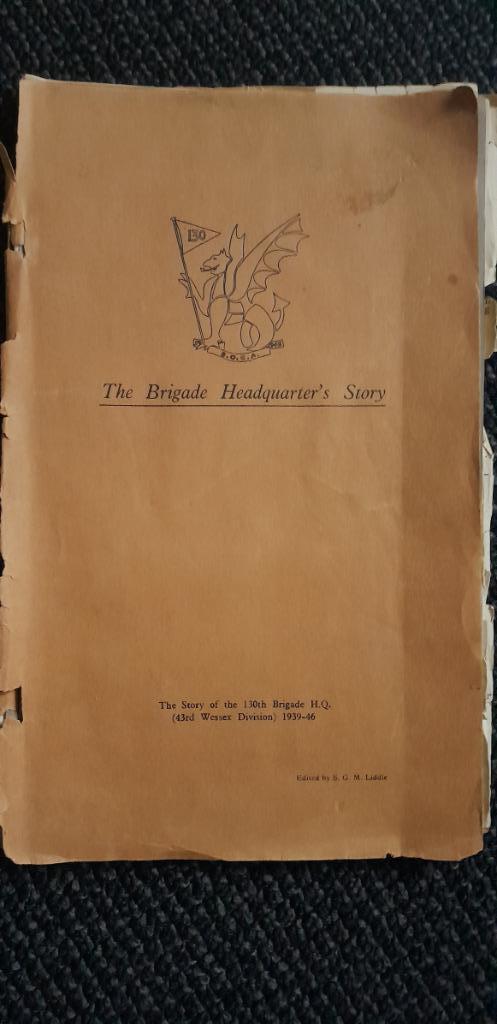 130
The Brigade Headquarter's Story
The Story of the 130th Brigade H.Q.
(43rd Wessex Division) 1939-46
Edited by S. G. M. Liddle